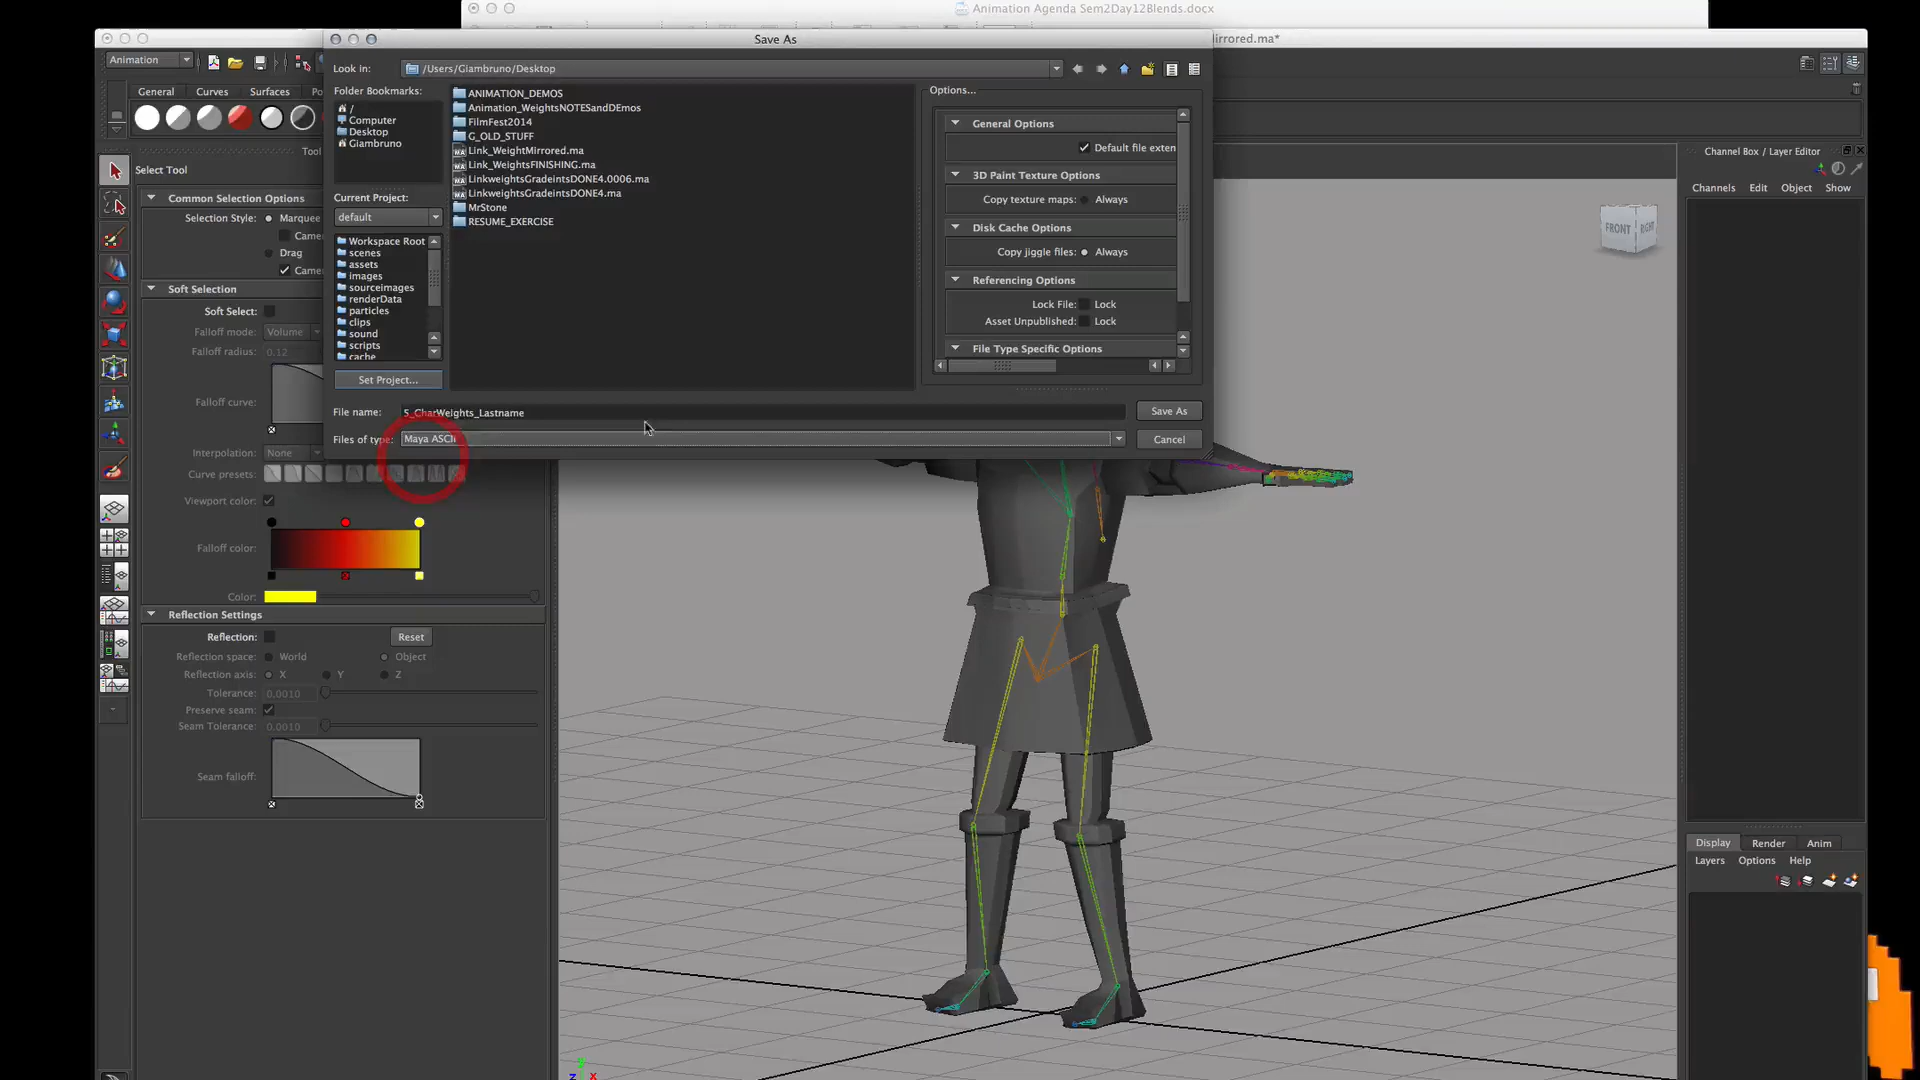 Animation Agenda Sem2Day12Blends.docx
Save As
irrored.ma*
Animation
Look in:
/Users/Giambruno/Desktop
General
Curves
Surfaces
Folder Bookmarks:
/
Computer
Desktop
Giambruno
ANIMATION_DEMOS
Animation_WeightsNOTESandDEmos
FilmFest2014
G_OLD_STUFF
Link_WeightMirrored.ma
Link_WeightsFINISHING.ma
LinkweightsGradeintsDONE4.0006.ma
LinkweightsGradeintsDONE4.ma
MrStone
RESUME_EXERCISE
Options...
General Options
Default file exten
3D Paint Texture Options
Copy texture maps:
Always
Disk Cache Options
Copy jiggle files:
Always
Referencing Options
Lock File:
Lock
Asset Unpublished:
Lock
File Type Specific Options
Current Project:
default
Workspace Root
scenes
assets
images
sourceimages
renderData
particles
clips
sound
scripts
cache
Set Project...
File name:
5_CharWeights_Lastname
Save As
Files of type:
Maya ASCII
Cancel
Tool
Select Tool
Common Selection Options
Selection Style:
Marquee
Came
Drag
Came
Soft Selection
Soft Select:
Falloff mode:
Volume
Falloff radius:
0.12
Falloff curve:
Interpolation:
None
Curve presets:
Viewport color:
Falloff color:
Color:
Reflection Settings
Reflection:
Reset
Reflection space:
World
Object
Reflection axis:
X
Y
Z
Tolerance:
0.0010
Preserve seam:
Seam Tolerance:
0.0010
Seam falloff:
FRONT
RIGHT
Channel Box / Layer Editor
Channels
Edit
Object
Show
Display
Render
Anim
Layers
Options
Help
z
x